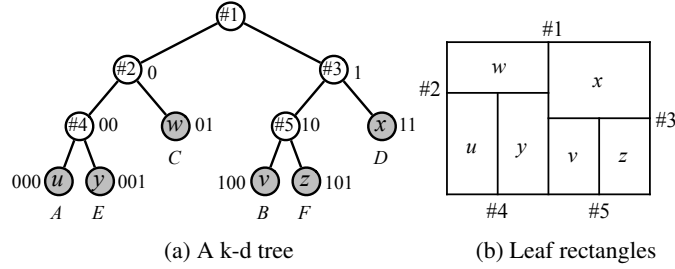 #1
#2 0 #3 1
#4 00 w 01 #5 10 x 11
C D
000 u y 001 100 v z 101
A E B F
(a) A k-d tree
#1
w x
#2
#3
u y v z
#4 #5
(b) Leaf rectangles